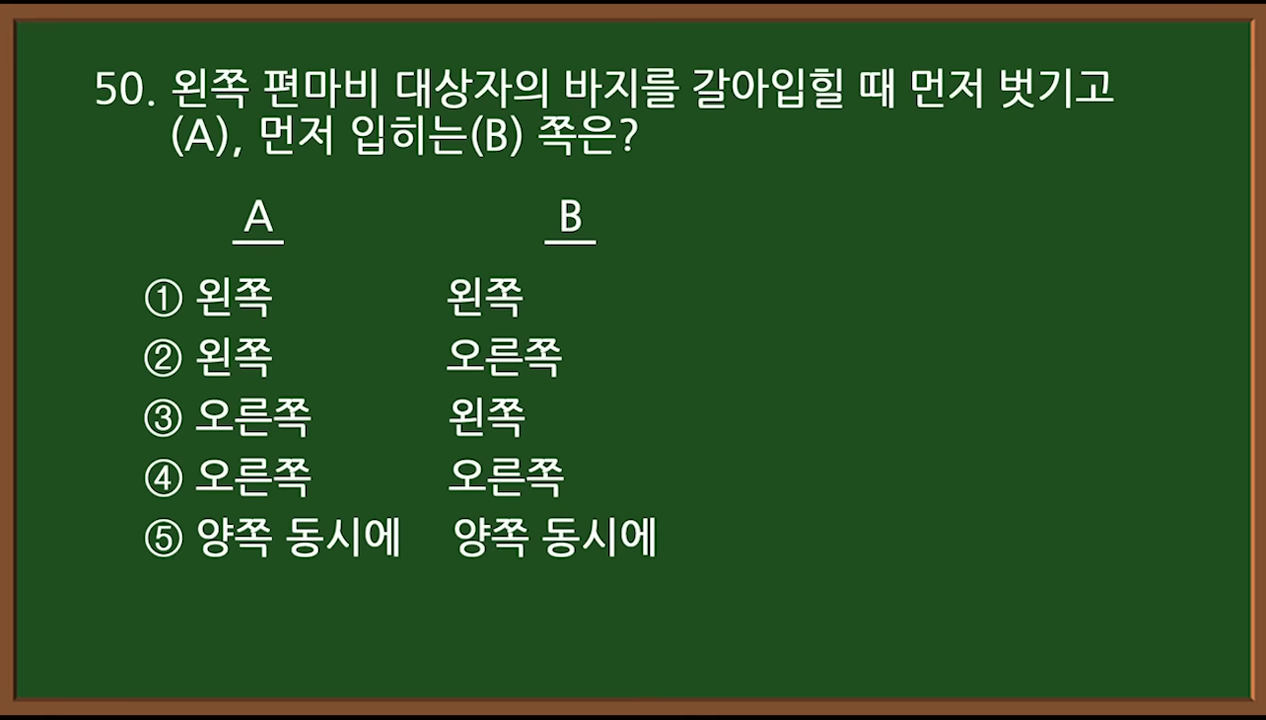 50. 왼쪽 편마비 대상자의 바지를 갈아입힐 때 먼저 벗기고
(A), 먼저 입히는(B) 쪽은?
A B
① 왼쪽 왼쪽
② 왼쪽 오른쪽
③ 오른쪽 왼쪽
④ 오른쪽 오른쪽
⑤ 양쪽 동시에 양쪽 동시에